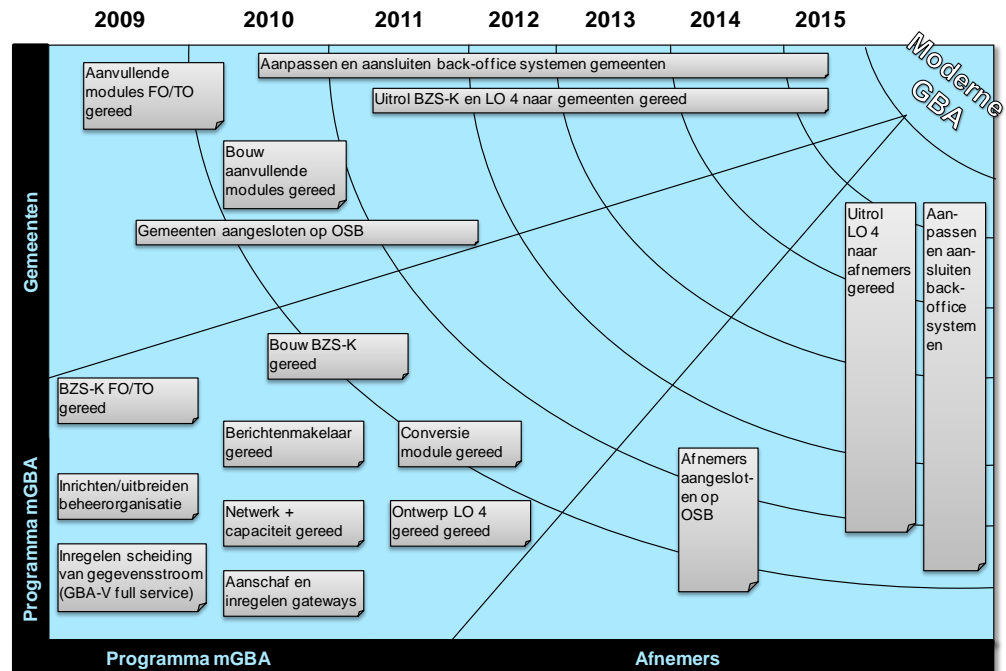 2009 2010 2011 2012 2013 2014 2015
Moderne
GBA
Gemeenten
Aanvullende
modules FO/TO
gereed
Aanpassen en aansluiten back-office systemen gemeenten
Uitrol BZS-K en LO 4 naar gemeenten gereed
Bouw
aanvullende
modules gereed
Gemeenten aangesloten op OSB
Uitrol
LO 4
naar
afnemers
gereed
Aan-
passen
en aan-
sluiten
back-
office
system
en
Programma mGBA
Bouw BZS-K
gereed
BZS-K FO/TO
gereed
Berichtenmakelaar
gereed
Conversie
module gereed
Afnemers
aangeslot-
en op
OSB
Inrichten/uitbreiden
beheerorganisatie
Netwerk +
capaciteit gereed
Ontwerp LO 4
gereed gereed
Inregelen scheiding
van gegevensstroom
(GBA-V full service)
Aanschaf en
inregelen gateways
Programma mGBA
Afnemers